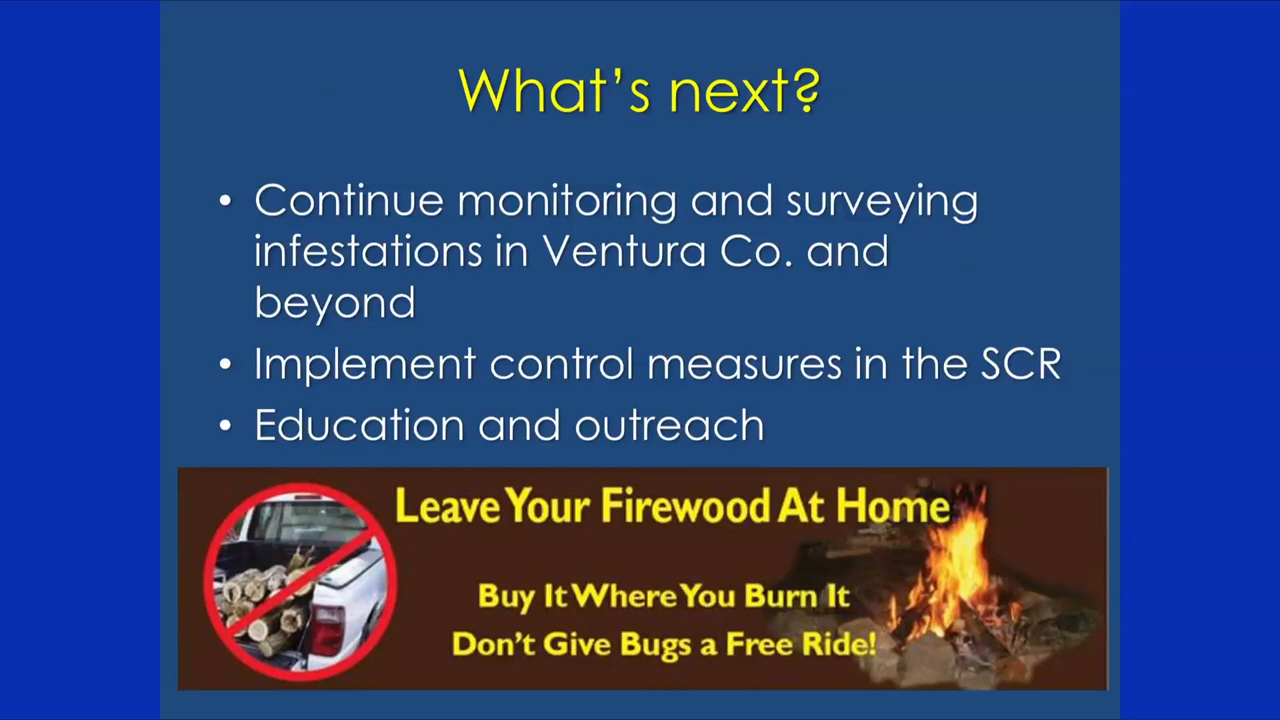 What's next?
• Continue monitoring and surveying
infestations in Ventura Co. and
beyond
• Implement control measures in the SCR
• Education and outreach
Leave Your Firewood At Home
Buy It Where You Burn It
Don't Give Bugs a Free Ride!